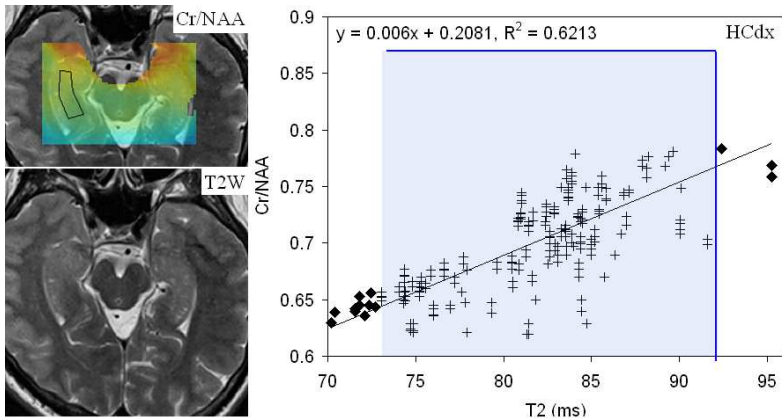 Cr/NAA
T2W
y = 0.006x + 0.2081, R² = 0.6213
HCdx
Cr/NAA
0.9
0.85
0.8
0.75
0.7
0.65
0.6
70
75
80
85
90
95
T2 (ms)